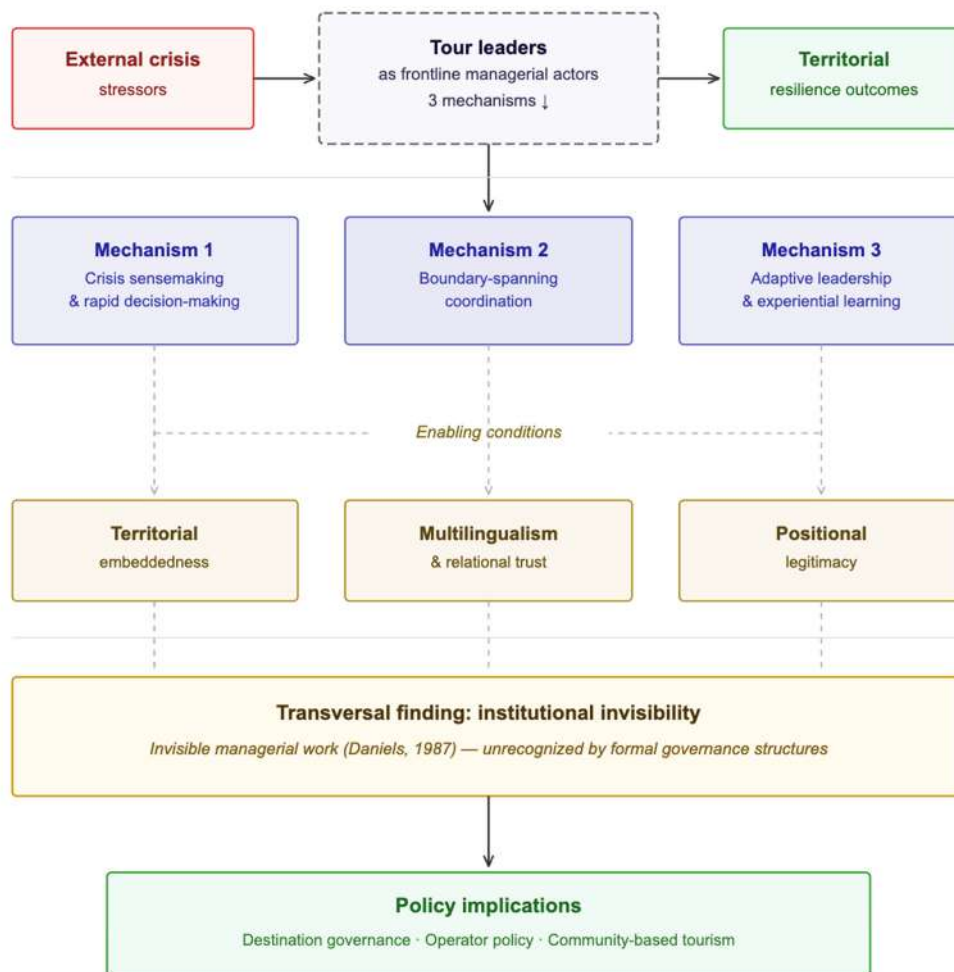 External crisis
stressors
Tour leaders
as frontline managerial actors
3 mechanisms ↓
Territorial
resilience outcomes
Mechanism 1
Crisis sensemaking
& rapid decision-making
Mechanism 2
Boundary-spanning
coordination
Mechanism 3
Adaptive leadership
& experiential learning
Enabling conditions
Territorial
embeddedness
Multilingualism
& relational trust
Positional
legitimacy
Transversal finding: institutional invisibility
Invisible managerial work (Daniels, 1987) — unrecognized by formal governance structures
Policy implications
Destination governance · Operator policy · Community-based tourism